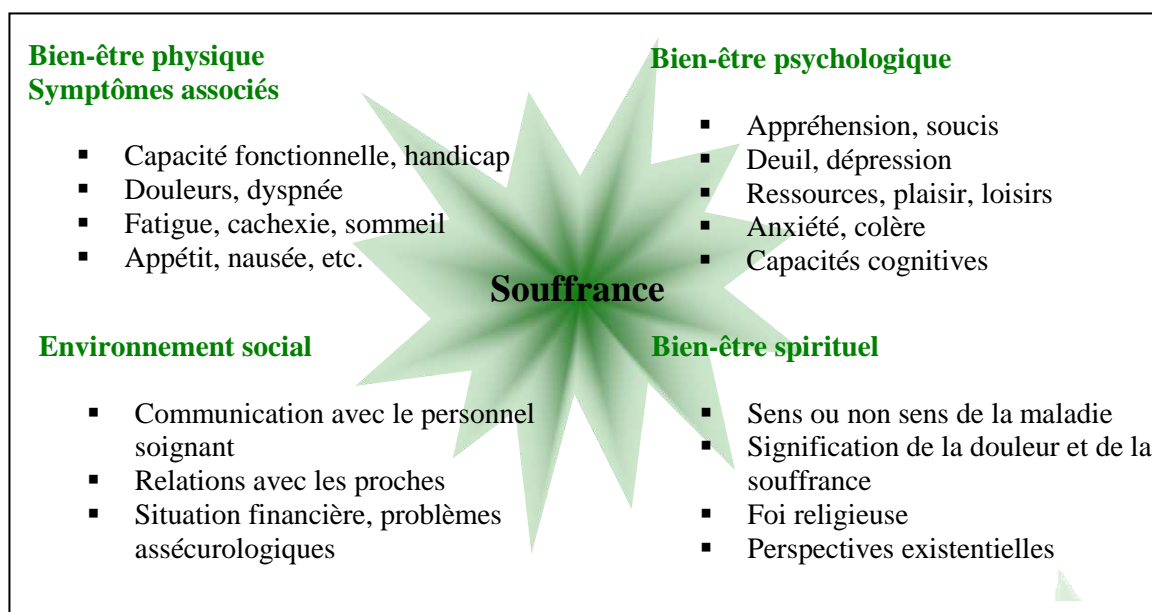 Bien-être physique
Symptômes associés
▪ Capacité fonctionnelle, handicap
▪ Douleurs, dyspnée
▪ Fatigue, cachexie, sommeil
▪ Appétit, nausée, etc.
Bien-être psychologique
▪ Appréhension, soucis
▪ Deuil, dépression
▪ Ressources, plaisir, loisirs
▪ Anxiété, colère
▪ Capacités cognitives
Souffrance
Environnement social
▪ Communication avec le personnel
soignant
▪ Relations avec les proches
▪ Situation financière, problèmes
assécurologiques
Bien-être spirituel
▪ Sens ou non sens de la maladie
▪ Signification de la douleur et de la
souffrance
▪ Foi religieuse
▪ Perspectives existentielles